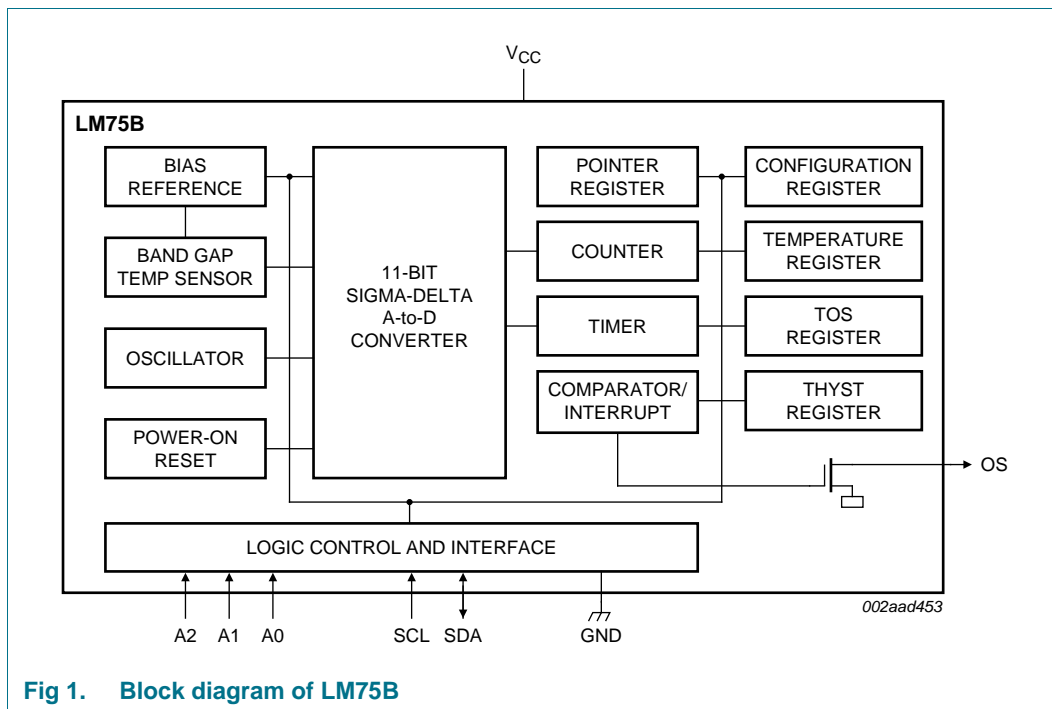 VCC
LM75B
BIAS
REFERENCE
BAND GAP
TEMP SENSOR
OSCILLATOR
POWER-ON
RESET
11-BIT
SIGMA-DELTA
A-to-D
CONVERTER
POINTER
REGISTER
COUNTER
TIMER
COMPARATOR/
INTERRUPT
CONFIGURATION
REGISTER
TEMPERATURE
REGISTER
TOS
REGISTER
THYST
REGISTER
OS
LOGIC CONTROL AND INTERFACE
002aad453
A2 A1 A0 SCL SDA GND
Fig 1. Block diagram of LM75B